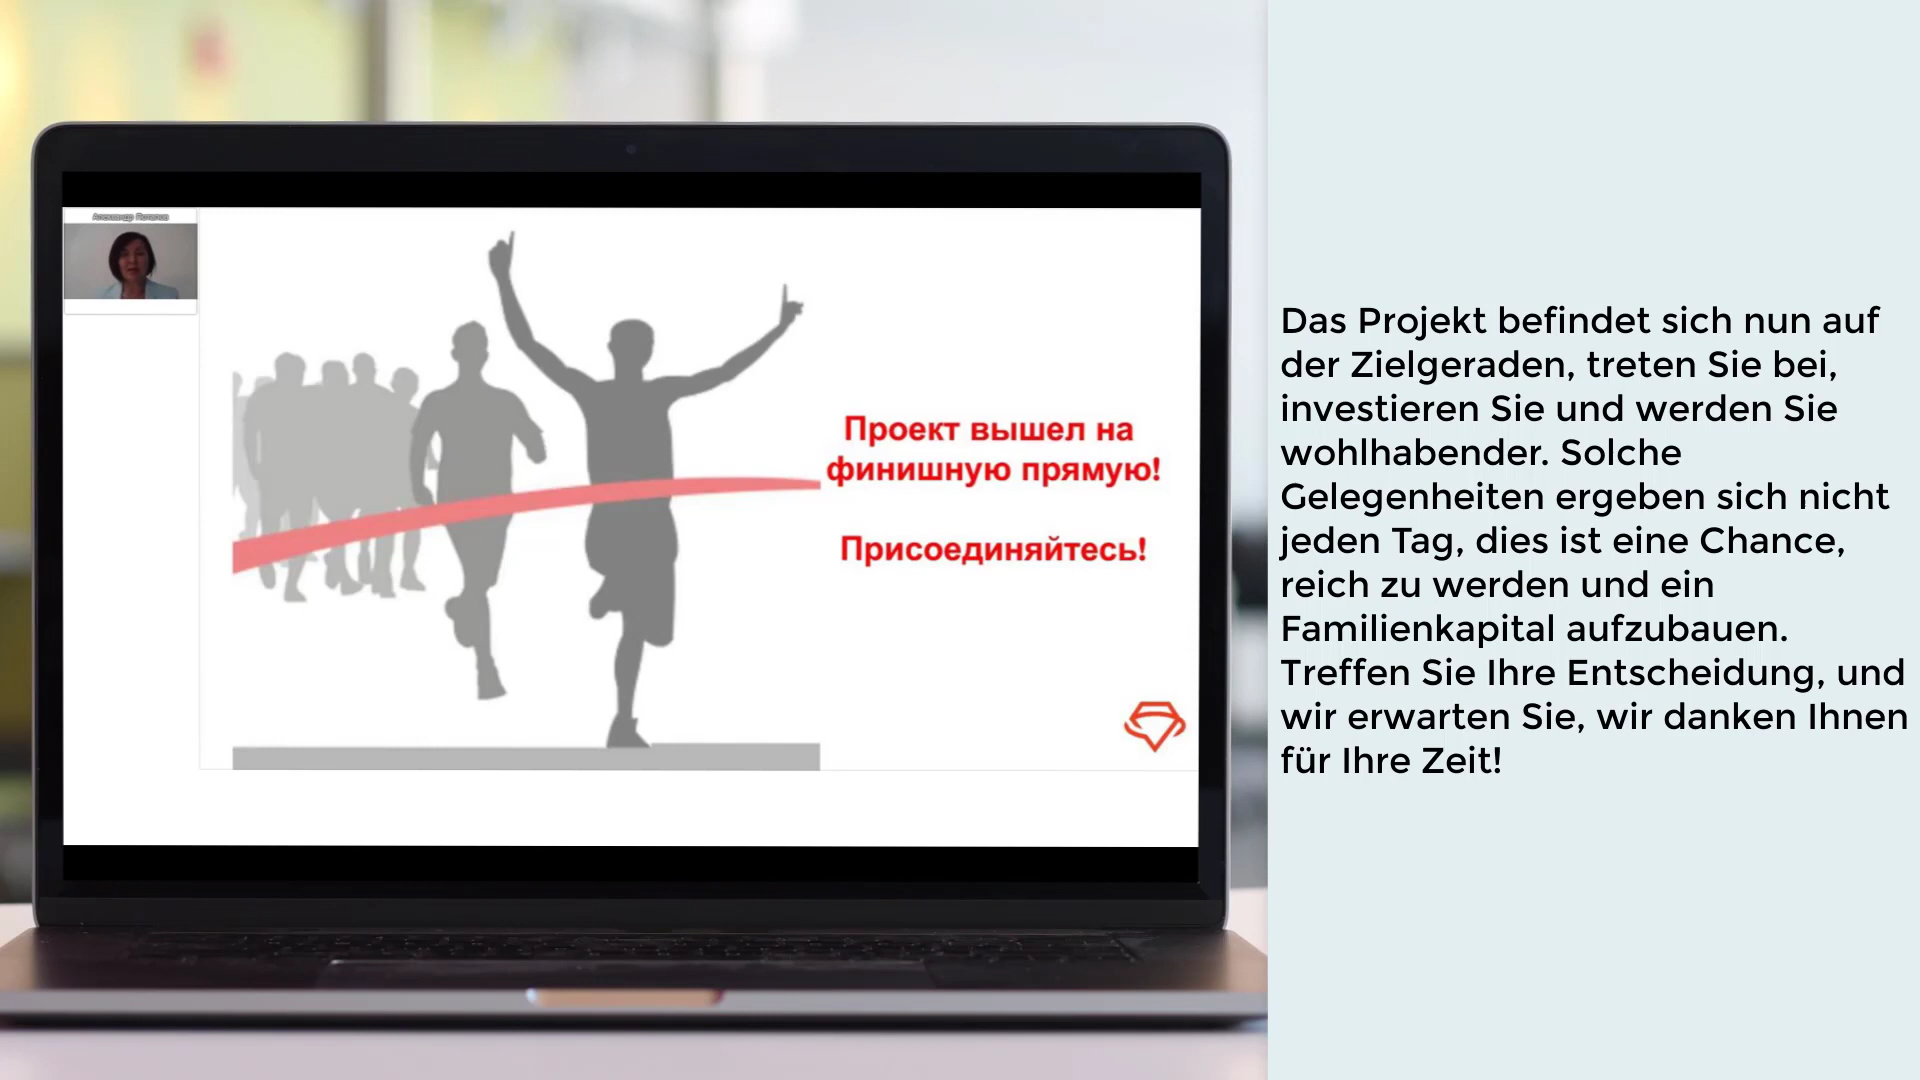 Александр Потапов
Проект вышел на
финишную прямую!
Присоединяйтесь!
Das Projekt befindet sich nun auf
der Zielgeraden, treten Sie bei,
investieren Sie und werden Sie
wohlhabender. Solche
Gelegenheiten ergeben sich nicht
jeden Tag, dies ist eine Chance,
reich zu werden und ein
Familienkapital aufzubauen.
Treffen Sie Ihre Entscheidung, und
wir erwarten Sie, wir danken Ihnen
für Ihre Zeit!